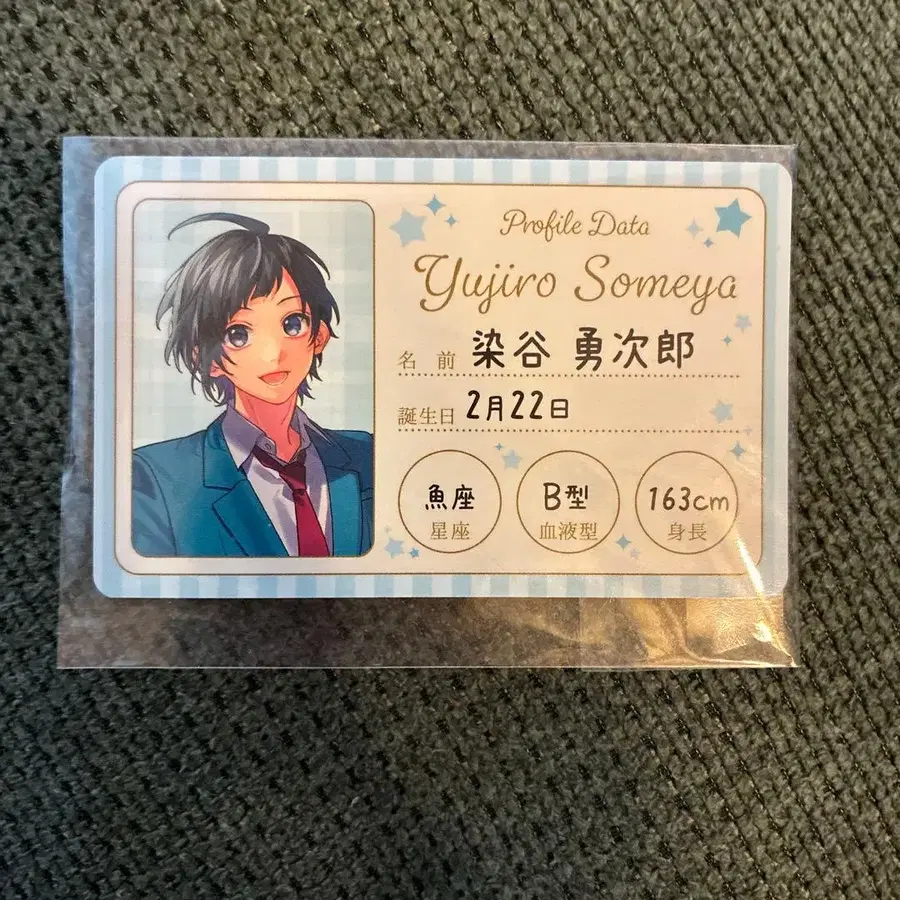 Profile Data
Yujiro Someya
名 前 染谷 勇次郎
誕生日 2月22日
魚座 B型 163cm
星座 血液型 身長